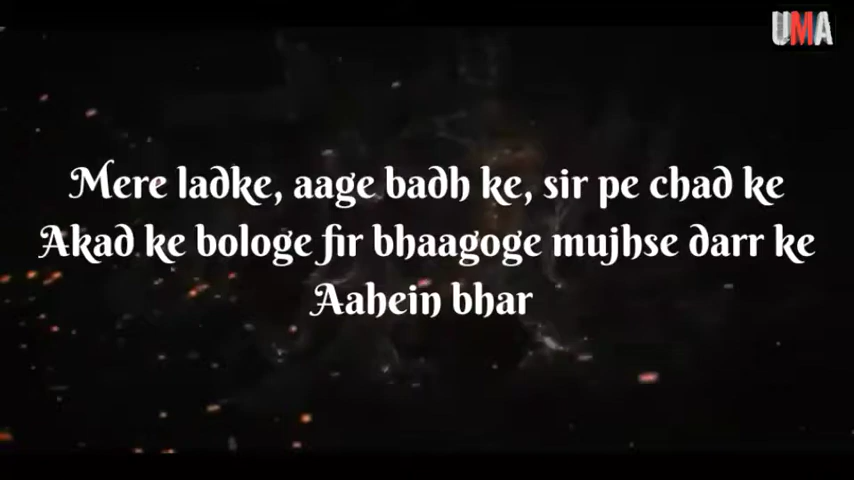 UMA
Mere ladke, aage badh ke, sir pe chad ke
Akad ke bologe fir bhaagoge mujhse darr ke
Aahein bhar